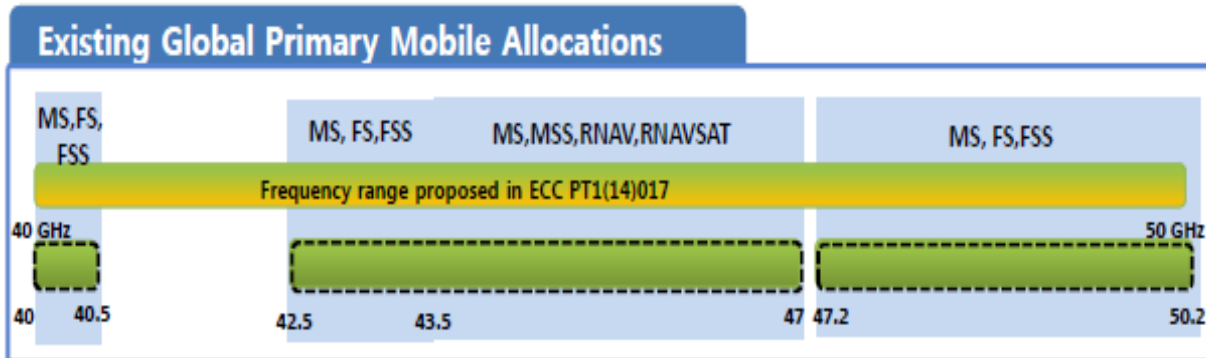 Existing Global Primary Mobile Allocations
MS,FS,
FSS
MS, FS,FSS
MS,MSS,RNAV,RNAVSAT
MS, FS,FSS
Frequency range proposed in ECC PT1(14)017
40 GHz
50 GHz
40
40.5
42.5
43.5
47
47.2
50.2